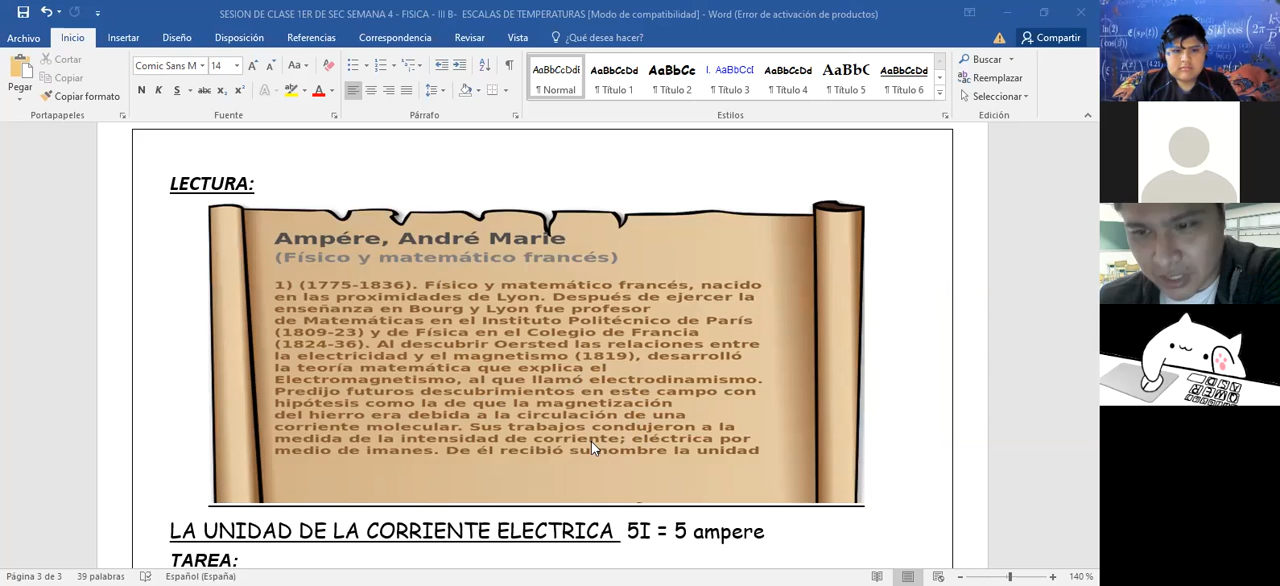 SESION DE CLASE 1ER DE SEC SEMANA 4 - FISICA - III B- ESCALAS DE TEMPERATURAS [Modo de compatibilidad] - Word (Error de activación de productos)
Archivo Inicio Insertar Diseño Disposición Referencias Correspondencia Revisar Vista ¿Qué desea hacer? Compartir
Pegar
Cortar
Copiar
Copiar formato
Portapapeles
Comic Sans M 14
N K S abc x₂ x²
Fuente
Párrafo
AaBbCcDdE AaBbCcDd AaBbCc I. AaBbCcI AaBbCcDd AaBbC AaBbCcDd
¶ Normal ¶ Título 1 ¶ Título 2 ¶ Título 3 ¶ Título 4 ¶ Título 5 ¶ Título 6
Estilos
Buscar
Reemplazar
Seleccionar
Edición
LECTURA:
Ampére, André Marie
(Físico y matemático francés)
1) (1775-1836). Físico y matemático francés, nacido
en las proximidades de Lyon. Después de ejercer la
enseñanza en Bourg y Lyon fue profesor
de Matemáticas en el Instituto Politécnico de París
(1809-23) y de Física en el Colegio de Francia
(1824-36). Al descubrir Oersted las relaciones entre
la electricidad y el magnetismo (1819), desarrolló
la teoría matemática que explica el
Electromagnetismo, al que llamó electrodinamismo.
Predijo futuros descubrimientos en este campo con
hipótesis como la de que la magnetización
del hierro era debida a la circulación de una
corriente molecular. Sus trabajos condujeron a la
medida de la intensidad de corriente; eléctrica por
medio de imanes. De él recibió su nombre la unidad
LA UNIDAD DE LA CORRIENTE ELECTRICA 5I = 5 ampere
TAREA:
Página 3 de 3 39 palabras Español (España) 140 %